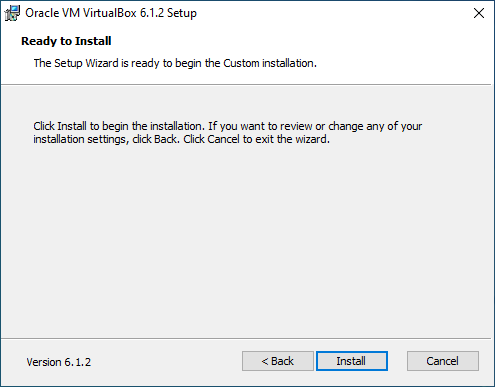 Oracle VM VirtualBox 6.1.2 Setup
Ready to Install
The Setup Wizard is ready to begin the Custom installation.
Click Install to begin the installation. If you want to review or change any of your
installation settings, click Back. Click Cancel to exit the wizard.
Version 6.1.2
< Back
Install
Cancel